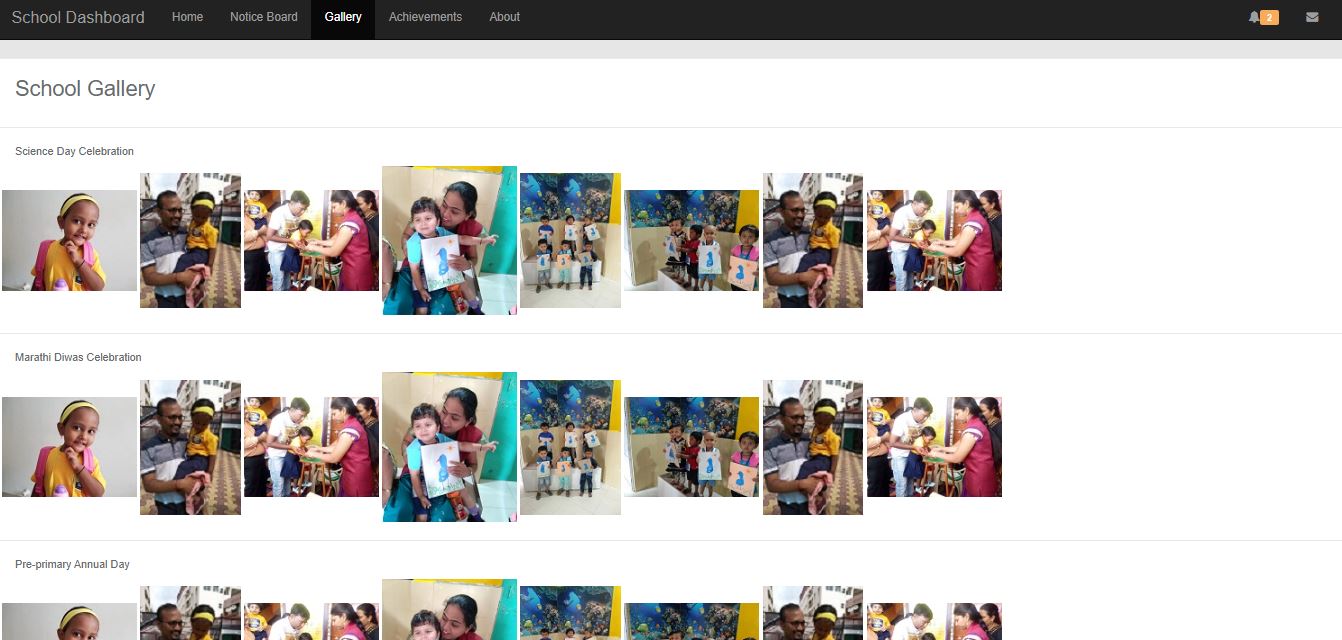 School Dashboard Home Notice Board Gallery Achievements About 2
School Gallery
Science Day Celebration
Marathi Diwas Celebration
Pre-primary Annual Day